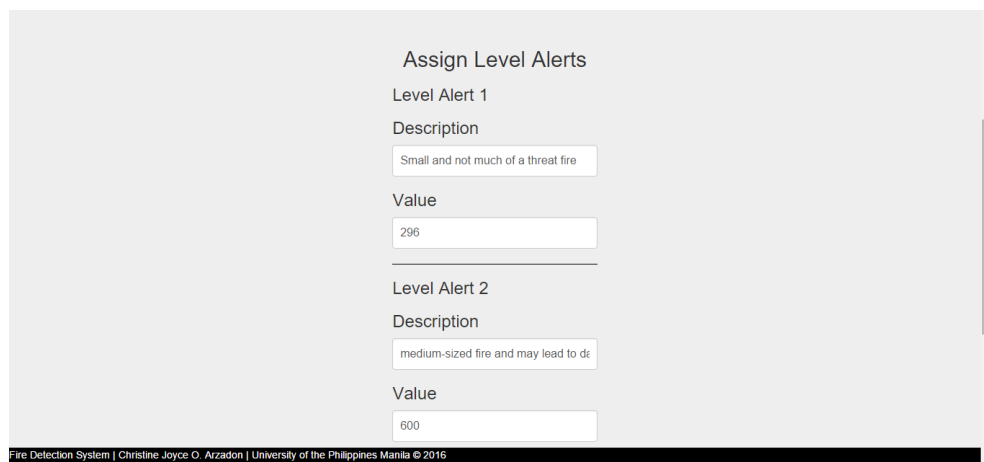 Assign Level Alerts
Level Alert 1
Description
Small and not much of a threat fire
Value
296
Level Alert 2
Description
medium-sized fire and may lead to da
Value
600
Fire Detection System | Christine Joyce O. Arzadon | University of the Philippines Manila © 2016